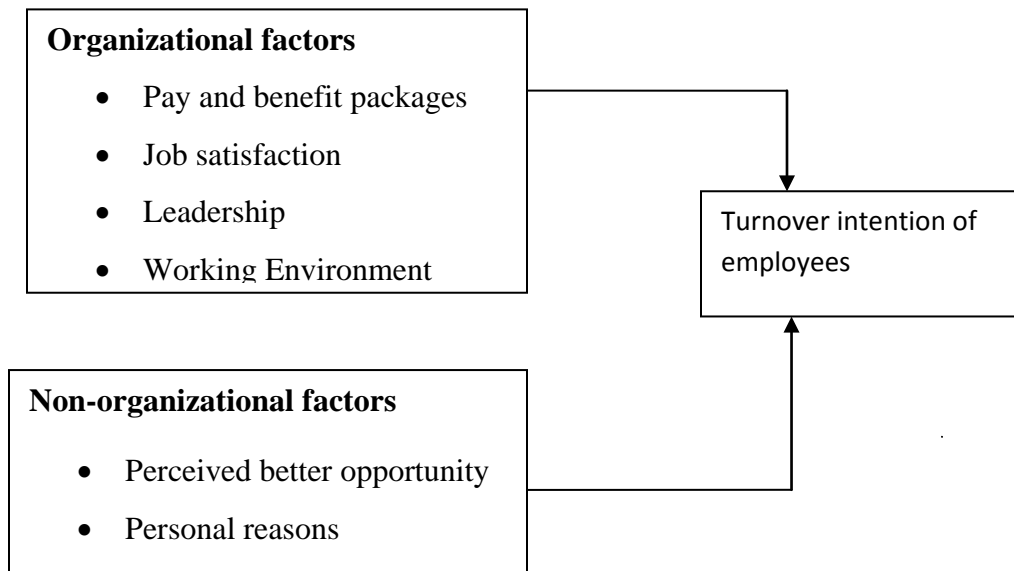 Organizational factors
• Pay and benefit packages
• Job satisfaction
• Leadership
• Working Environment
Turnover intention of
employees
Non-organizational factors
• Perceived better opportunity
• Personal reasons